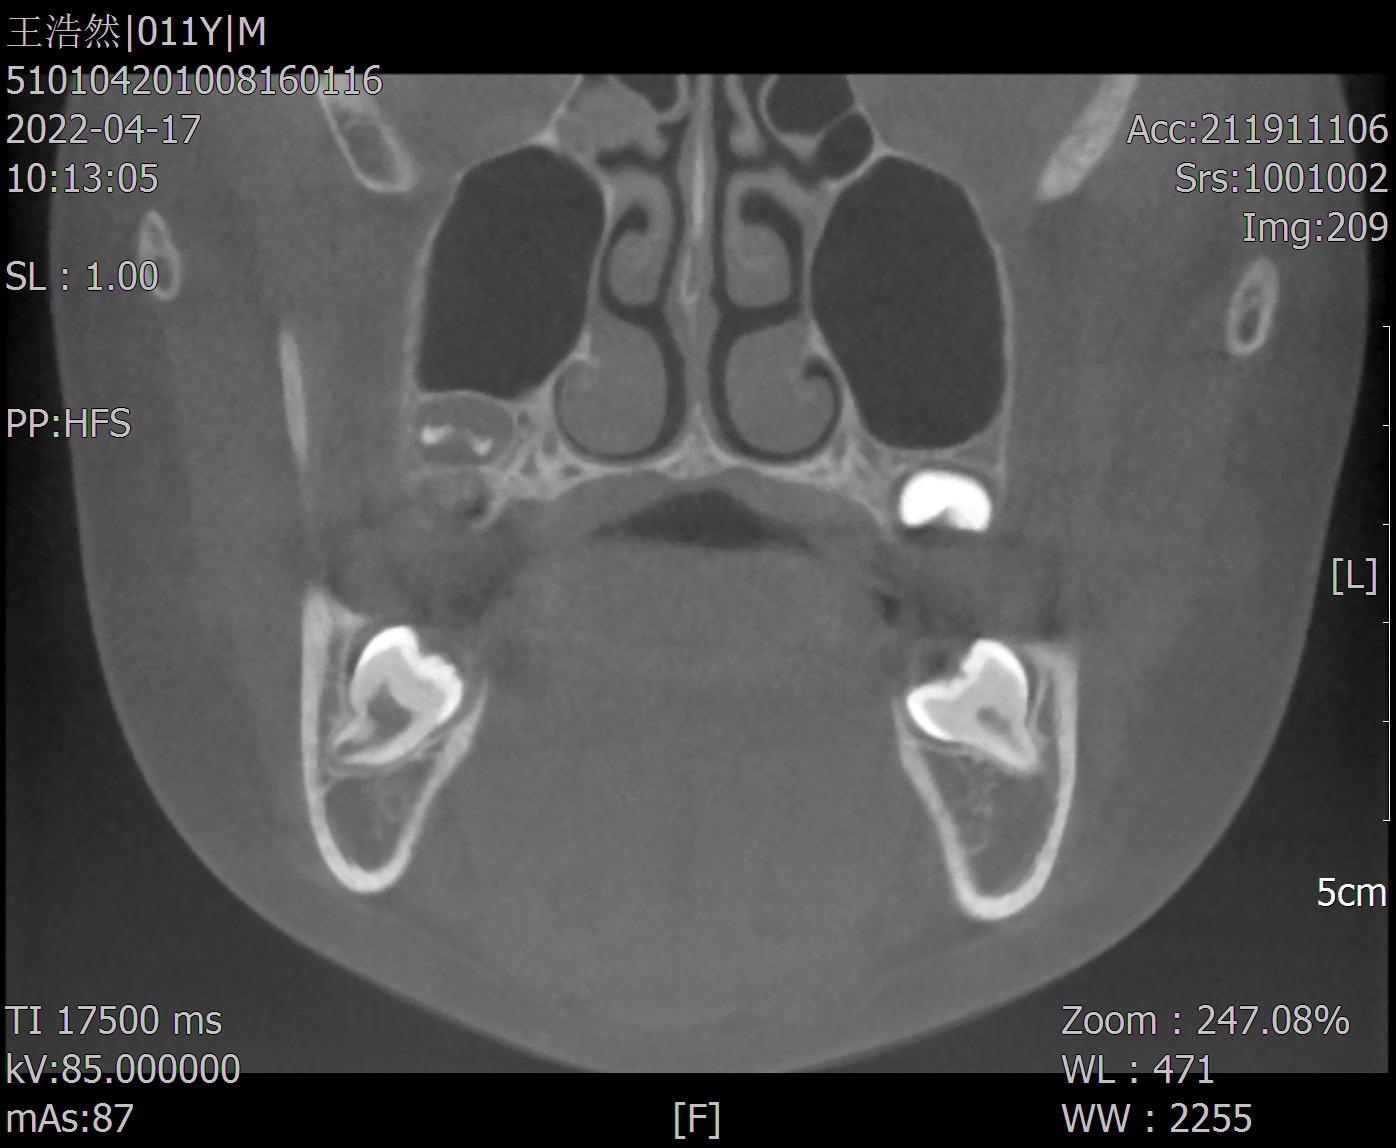 王浩然|011Y|M
510104201008160116
2022-04-17
10:13:05
SL : 1.00
PP:HFS
Acc:211911106
Srs:1001002
Img:209
[L]
5cm
TI 17500 ms
kV:85.000000
mAs:87
[F]
Zoom : 247.08%
WL : 471
WW : 2255